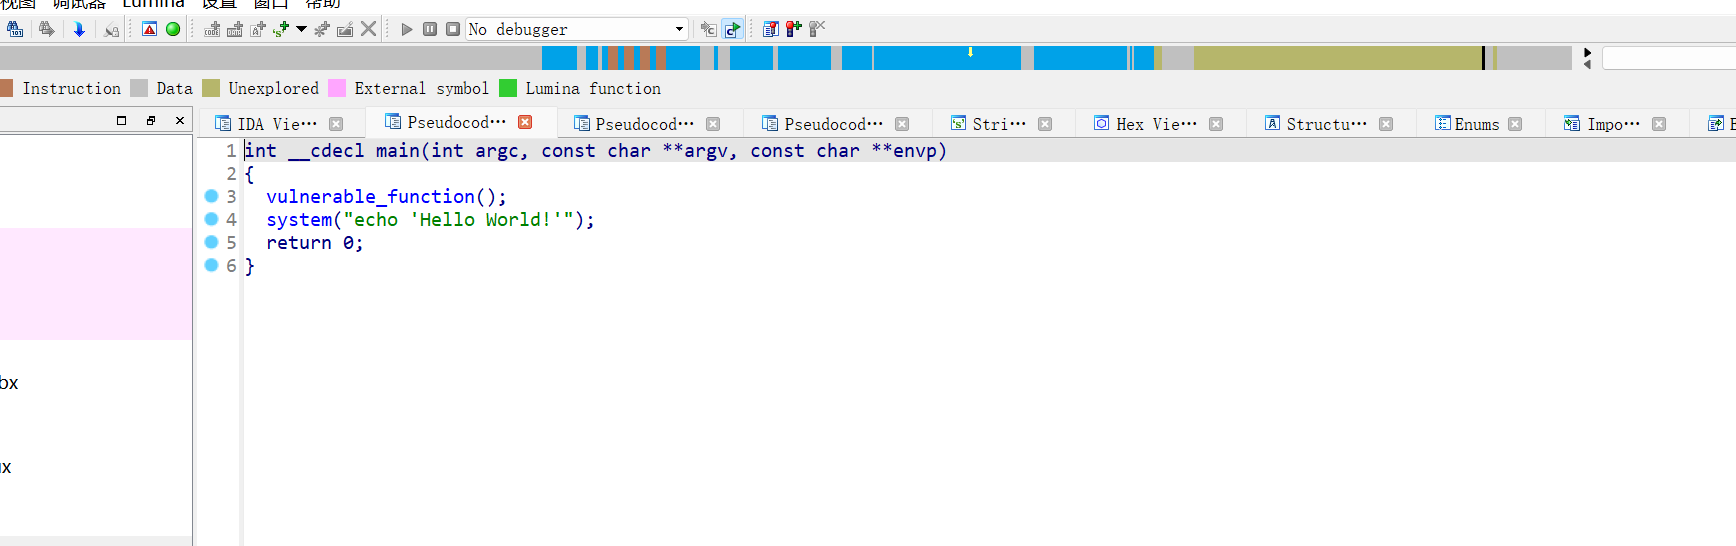 视图 调试器 Lumina 设置 窗口 帮助
No debugger
Instruction Data Unexplored External symbol Lumina function
IDA Vie··· Pseudocod··· Pseudocod··· Pseudocod··· Stri··· Hex Vie··· Structu··· Enums Impo··· E
1 int __cdecl main(int argc, const char **argv, const char **envp)
2 {
3 vulnerable_function();
4 system("echo 'Hello World!'");
5 return 0;
6 }
bx